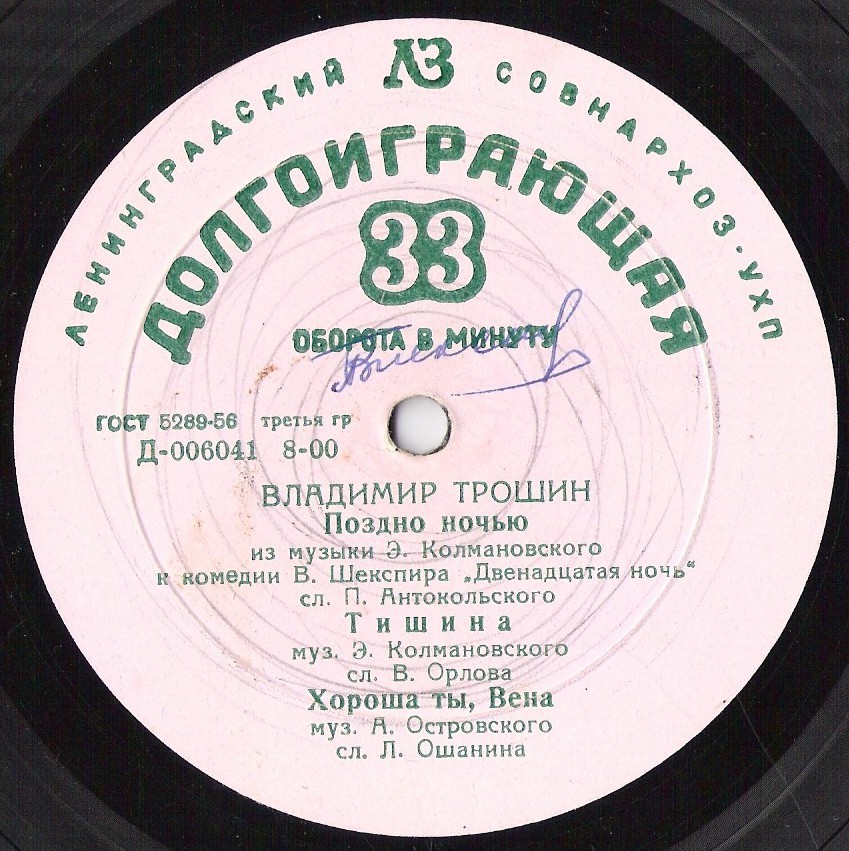 ЛЕНИНГРАДСКИЙ ЛЗ СОВНАРХОЗ·УХП
ДОЛГОИГРАЮЩАЯ
33
ОБОРОТА В МИНУТУ
ГОСТ 5289-56 третья гр
Д-006041 8-00
ВЛАДИМИР ТРОШИН
Поздно ночью
из музыки Э. Колмановского
к комедии В. Шекспира „Двенадцатая ночь“
сл. П. Антокольского
Тишина
муз. Э. Колмановского
сл. В. Орлова
Хороша ты, Вена
муз. А. Островского
сл. Л. Ошанина